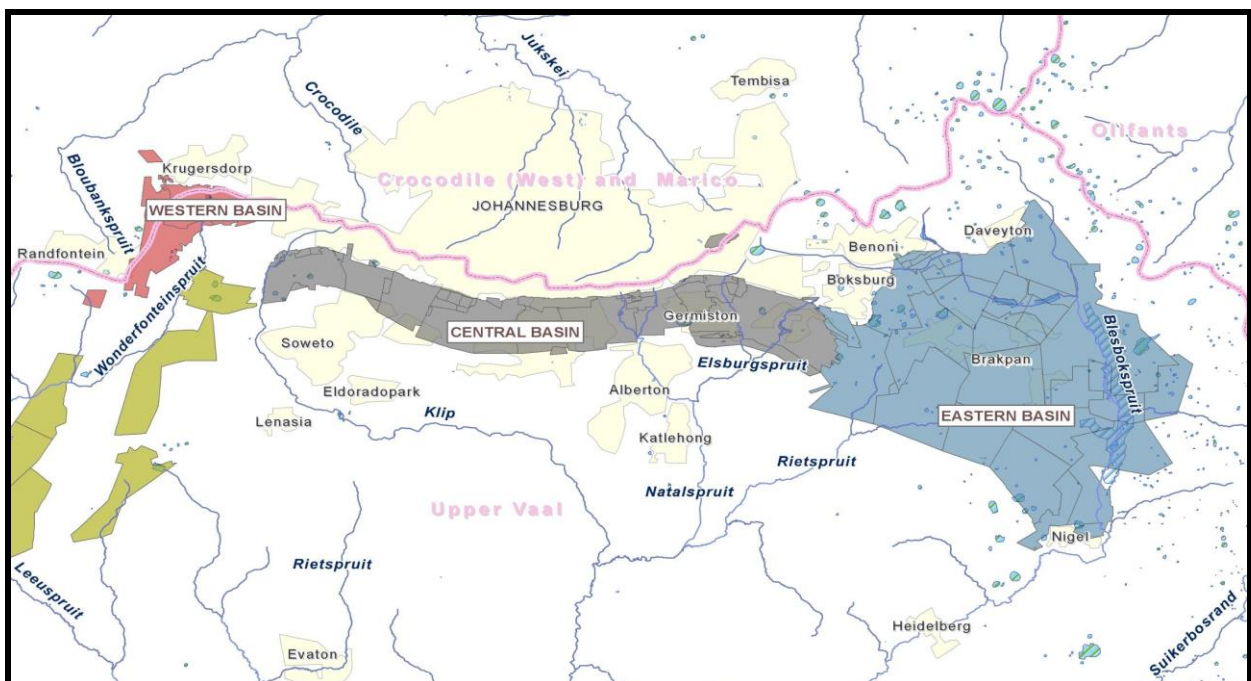 Jukskei
Tembisa
Crocodile
Olifants
Bloubankspruit
Krugersdorp
Crocodile (West) and Marico
WESTERN BASIN
JOHANNESBURG
Randfontein
Benoni
Daveyton
Boksburg
Wonderfonteinspruit
Germiston
CENTRAL BASIN
Soweto
Elsburgspruit
Brakpan
Blesbokspruit
Eldoradopark
Alberton
Lenasia
Klip
EASTERN BASIN
Katlehong
Rietspruit
Natalspruit
Upper Vaal
Nigel
Rietspruit
Leeuspruit
Heidelberg
Suikerbosrand
Evaton